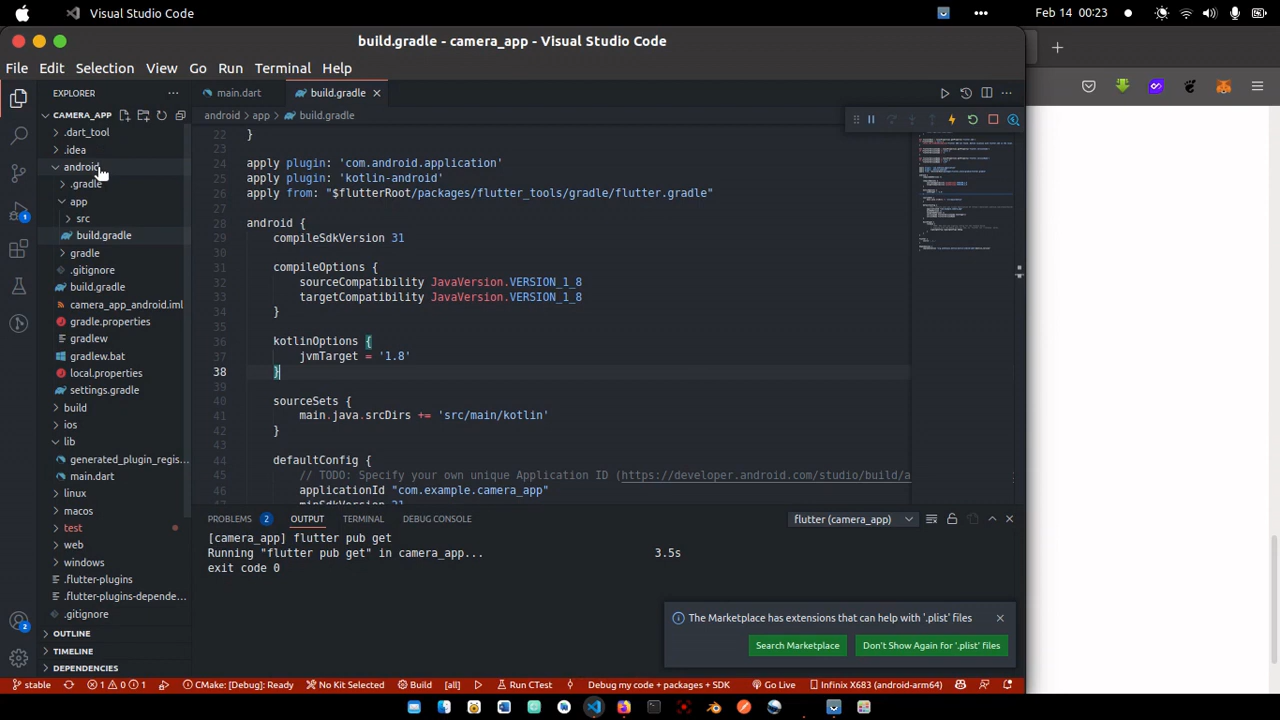 Visual Studio Code
Feb 14 00:23
build.gradle - camera_app - Visual Studio Code
File Edit Selection View Go Run Terminal Help
EXPLORER
main.dart
build.gradle
CAMERA_APP
android
app
build.gradle
.dart_tool
.idea
android
.gradle
app
src
build.gradle
gradle
.gitignore
build.gradle
camera_app_android.iml
gradle.properties
gradlew
gradlew.bat
local.properties
settings.gradle
build
ios
lib
generated_plugin_regis...
main.dart
linux
macos
test
web
windows
.flutter-plugins
.flutter-plugins-depende...
.gitignore
OUTLINE
TIMELINE
DEPENDENCIES
1
2
22 }
23
24 apply plugin: 'com.android.application'
25 apply plugin: 'kotlin-android'
26 apply from: "$flutterRoot/packages/flutter_tools/gradle/flutter.gradle"
27
28 android {
29 compileSdkVersion 31
30
31 compileOptions {
32 sourceCompatibility JavaVersion.VERSION_1_8
33 targetCompatibility JavaVersion.VERSION_1_8
34 }
35
36 kotlinOptions {
37 jvmTarget = '1.8'
38 }
39
40 sourceSets {
41 main.java.srcDirs += 'src/main/kotlin'
42 }
43
44 defaultConfig {
45 // TODO: Specify your own unique Application ID (https://developer.android.com/studio/build/a
46 applicationId "com.example.camera_app"
PROBLEMS 2 OUTPUT TERMINAL DEBUG CONSOLE
flutter (camera_app)
[camera_app] flutter pub get
Running "flutter pub get" in camera_app... 3.5s
exit code 0
The Marketplace has extensions that can help with '.plist' files
Search Marketplace
Don't Show Again for '.plist' files
stable 1 0 1 CMake: [Debug]: Ready No Kit Selected Build [all] Run CTest Debug my code + packages + SDK Go Live Infinix X683 (android-arm64)